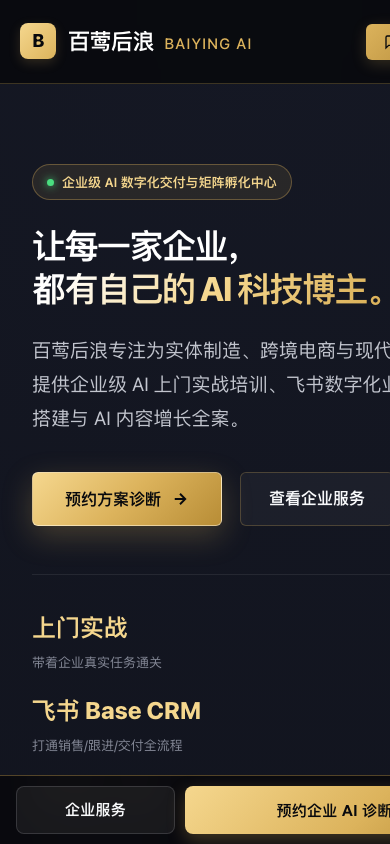 B 百莺后浪 BAIYING AI
企业级 AI 数字化交付与矩阵孵化中心
让每一家企业，
都有自己的 AI 科技博主。
百莺后浪专注为实体制造、跨境电商与现代
提供企业级 AI 上门实战培训、飞书数字化业
搭建与 AI 内容增长全案。
预约方案诊断 → 查看企业服务
上门实战
带着企业真实任务通关
飞书 Base CRM
打通销售/跟进/交付全流程
企业服务 预约企业 AI 诊断